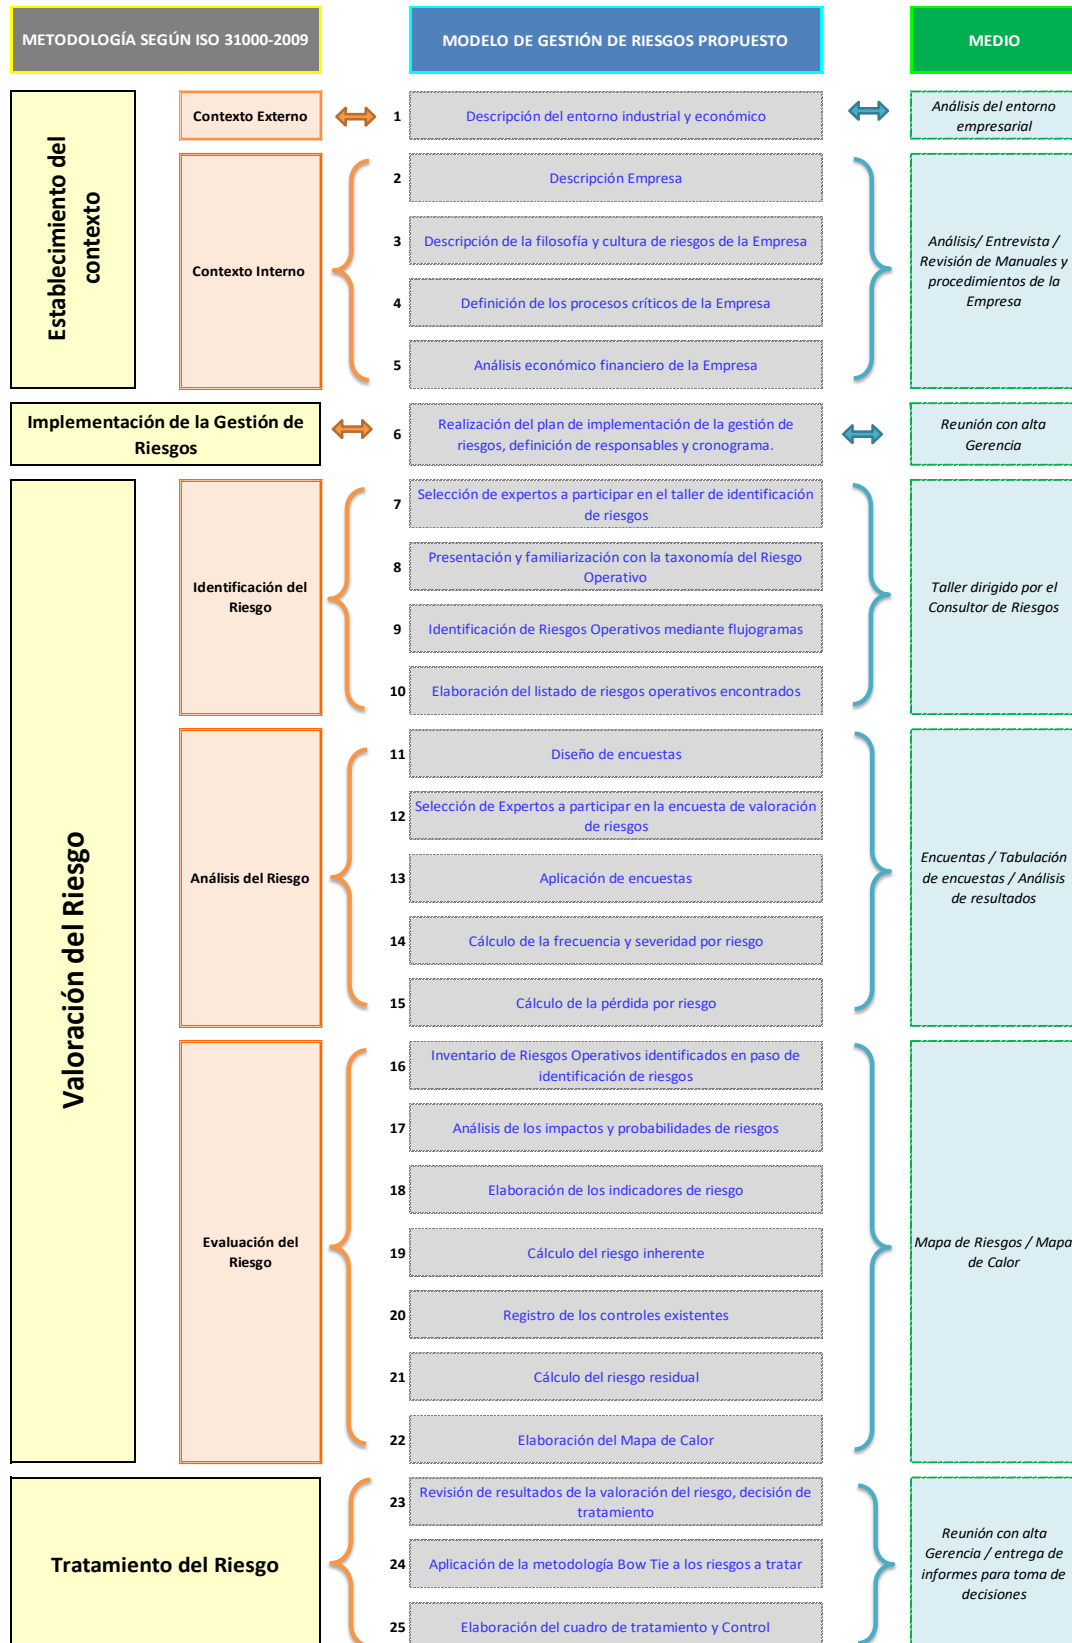 METODOLOGÍA SEGÚN ISO 31000-2009
MODELO DE GESTIÓN DE RIESGOS PROPUESTO
MEDIO
Establecimiento del
contexto
Contexto Externo
1
Descripción del entorno industrial y económico
Análisis del entorno
empresarial
Contexto Interno
2
Descripción Empresa
3
Descripción de la filosofía y cultura de riesgos de la Empresa
4
Definición de los procesos críticos de la Empresa
5
Análisis económico financiero de la Empresa
Análisis/ Entrevista /
Revisión de Manuales y
procedimientos de la
Empresa
Implementación de la Gestión de
Riesgos
6
Realización del plan de implementación de la gestión de
riesgos, definición de responsables y cronograma.
Reunión con alta
Gerencia
Valoración del Riesgo
Identificación del
Riesgo
7
Selección de expertos a participar en el taller de identificación
de riesgos
8
Presentación y familiarización con la taxonomía del Riesgo
Operativo
9
Identificación de Riesgos Operativos mediante flujogramas
10
Elaboración del listado de riesgos operativos encontrados
Taller dirigido por el
Consultor de Riesgos
Análisis del Riesgo
11
Diseño de encuestas
12
Selección de Expertos a participar en la encuesta de valoración
de riesgos
13
Aplicación de encuestas
14
Cálculo de la frecuencia y severidad por riesgo
15
Cálculo de la pérdida por riesgo
Encuentas / Tabulación
de encuestas / Análisis
de resultados
Evaluación del
Riesgo
16
Inventario de Riesgos Operativos identificados en paso de
identificación de riesgos
17
Análisis de los impactos y probabilidades de riesgos
18
Elaboración de los indicadores de riesgo
19
Cálculo del riesgo inherente
20
Registro de los controles existentes
21
Cálculo del riesgo residual
22
Elaboración del Mapa de Calor
Mapa de Riesgos / Mapa
de Calor
Tratamiento del Riesgo
23
Revisión de resultados de la valoración del riesgo, decisión de
tratamiento
24
Aplicación de la metodología Bow Tie a los riesgos a tratar
25
Elaboración del cuadro de tratamiento y Control
Reunión con alta
Gerencia / entrega de
informes para toma de
decisiones